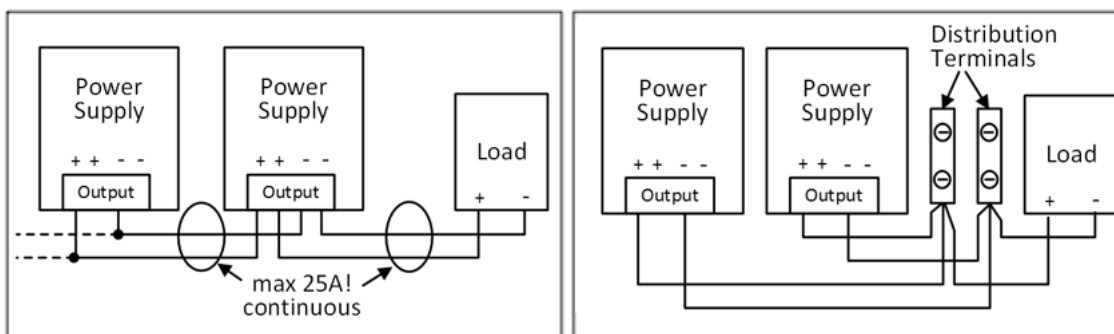 Power
Supply
+ + - -
Output
Power
Supply
+ + - -
Output
Load
+ -
max 25A!
continuous
Power
Supply
+ + - -
Output
Power
Supply
+ + - -
Output
Distribution
Terminals
Load
+ -